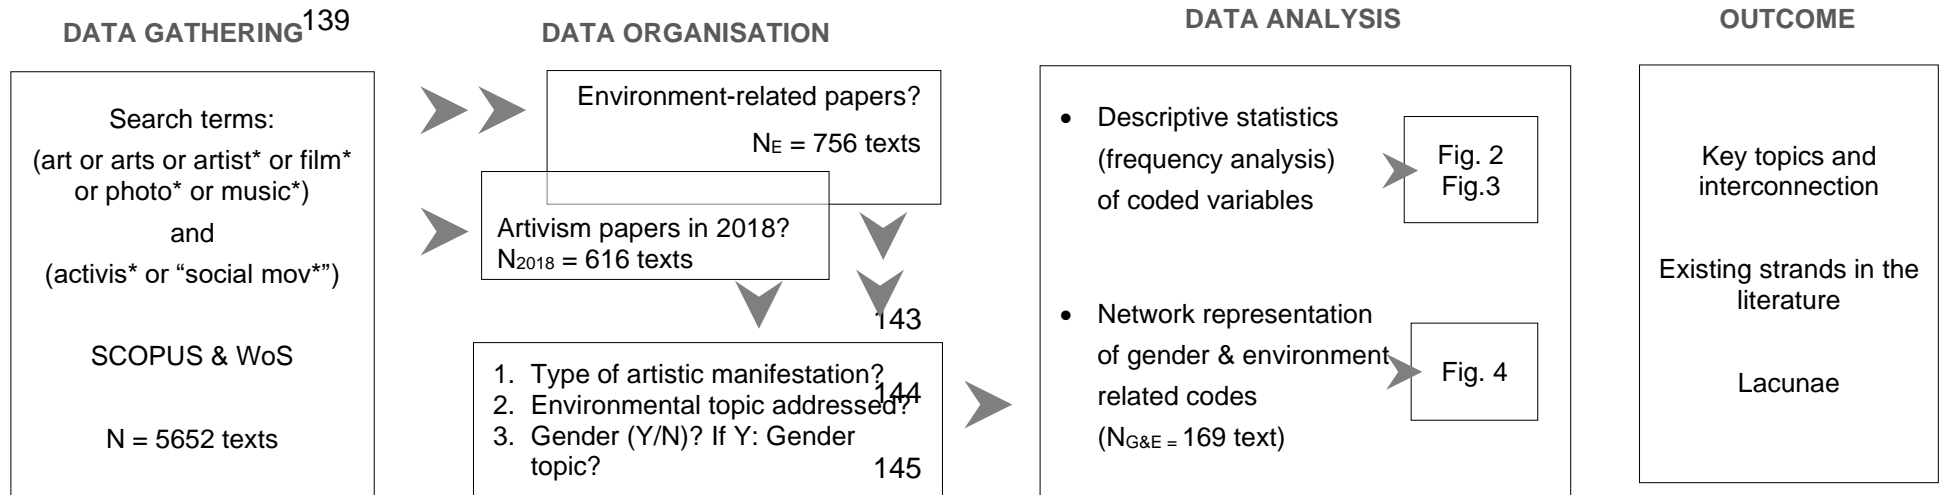 DATA GATHERING
139
DATA ORGANISATION
DATA ANALYSIS
OUTCOME
Search terms:
(art or arts or artist* or film*
or photo* or music*)
and
(activis* or “social mov*”)
SCOPUS & WoS
N = 5652 texts
Environment-related papers?
NE = 756 texts
Artivism papers in 2018?
N2018 = 616 texts
143
1. Type of artistic manifestation?
144
2. Environmental topic addressed?
3. Gender (Y/N)? If Y: Gender
topic?
145
• Descriptive statistics
(frequency analysis)
of coded variables
Fig. 2
Fig.3
• Network representation
of gender & environment
related codes
(NG&E = 169 text)
Fig. 4
Key topics and
interconnection
Existing strands in the
literature
Lacunae